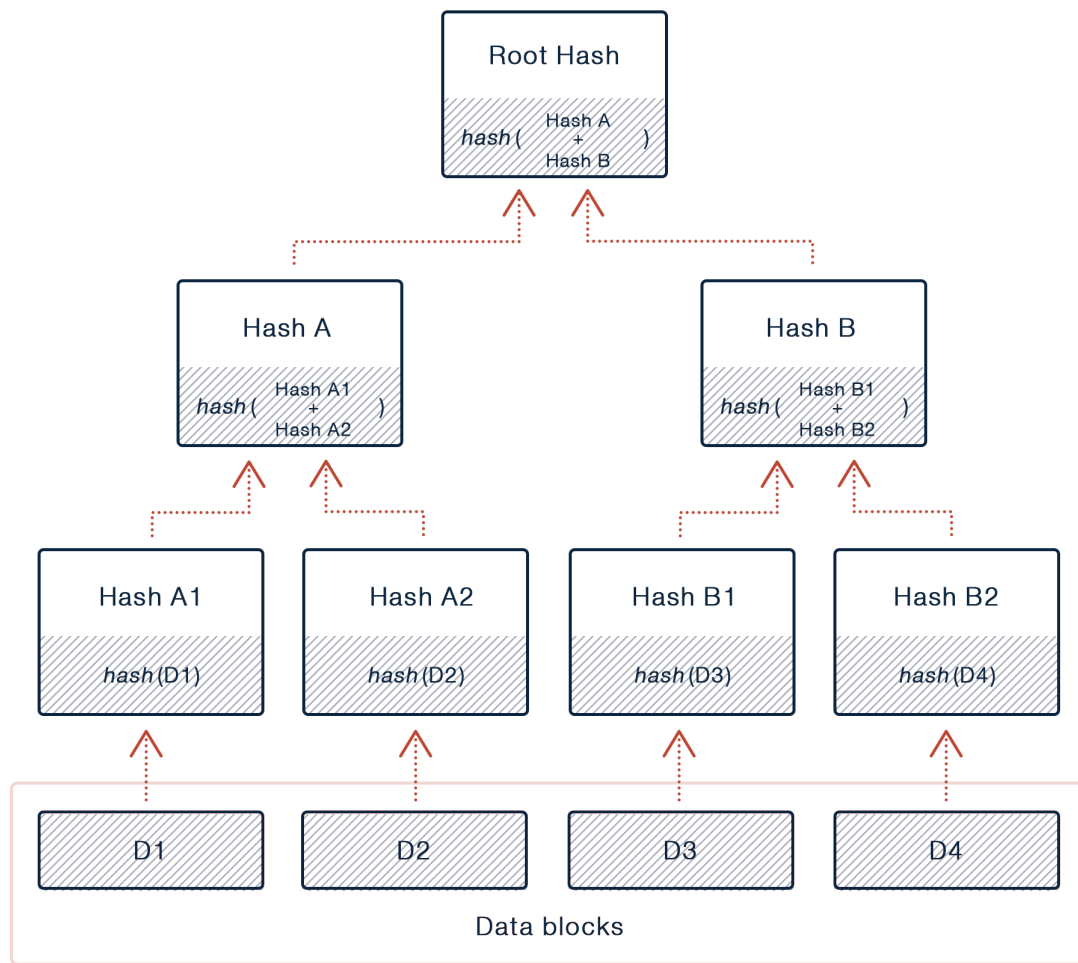 Root Hash
Hash A
hash( + )
Hash B
Hash A
Hash B
Hash A1
hash( + )
Hash A2
Hash B1
hash( + )
Hash B2
Hash A1
Hash A2
Hash B1
Hash B2
hash(D1)
hash(D2)
hash(D3)
hash(D4)
D1
D2
D3
D4
Data blocks